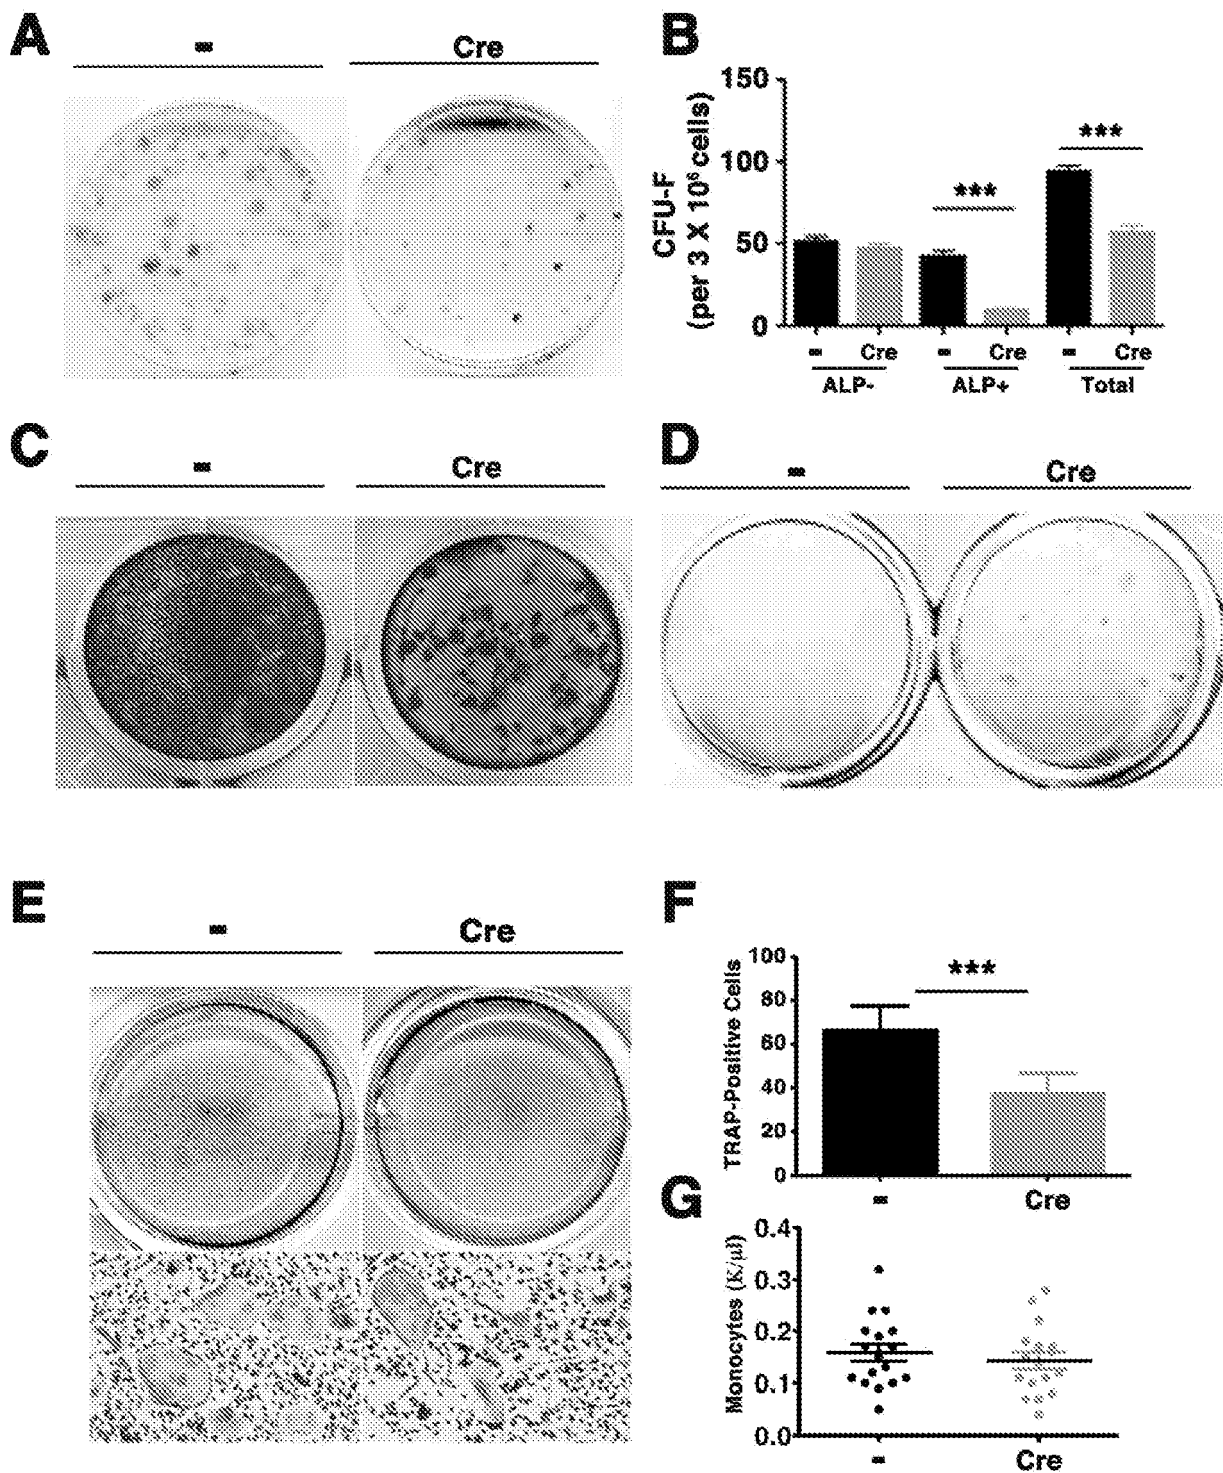 A
-
Cre
B
CFU-F
(per 3 X 10⁶ cells)
150
100
50
0
***
***
- Cre - Cre - Cre
ALP- ALP+ Total
C
-
Cre
D
-
Cre
E
-
Cre
F
TRAP-Positive Cells
100
80
60
40
20
0
***
- Cre
G
Monocytes (K/µl)
0.4
0.3
0.2
0.1
0.0
- Cre